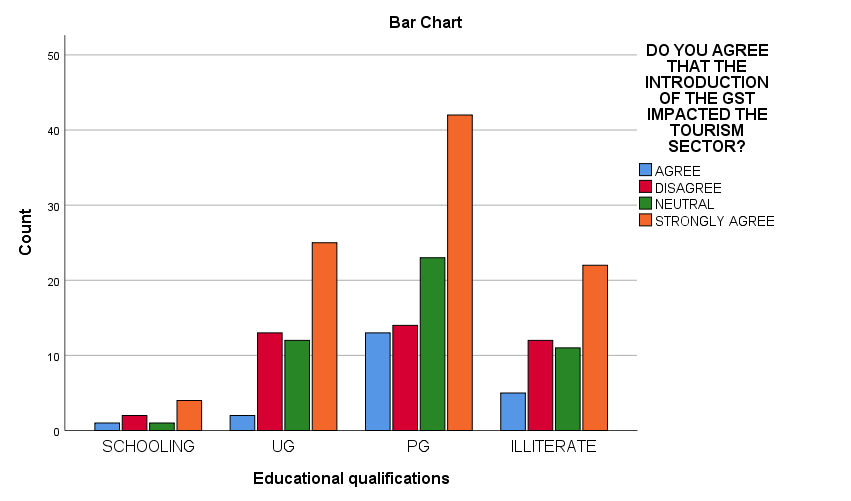 Bar Chart
DO YOU AGREE
THAT THE
INTRODUCTION
OF THE GST
IMPACTED THE
TOURISM
SECTOR?
AGREE
DISAGREE
NEUTRAL
STRONGLY AGREE
Count
50
40
30
20
10
0
SCHOOLING
UG
PG
ILLITERATE
Educational qualifications